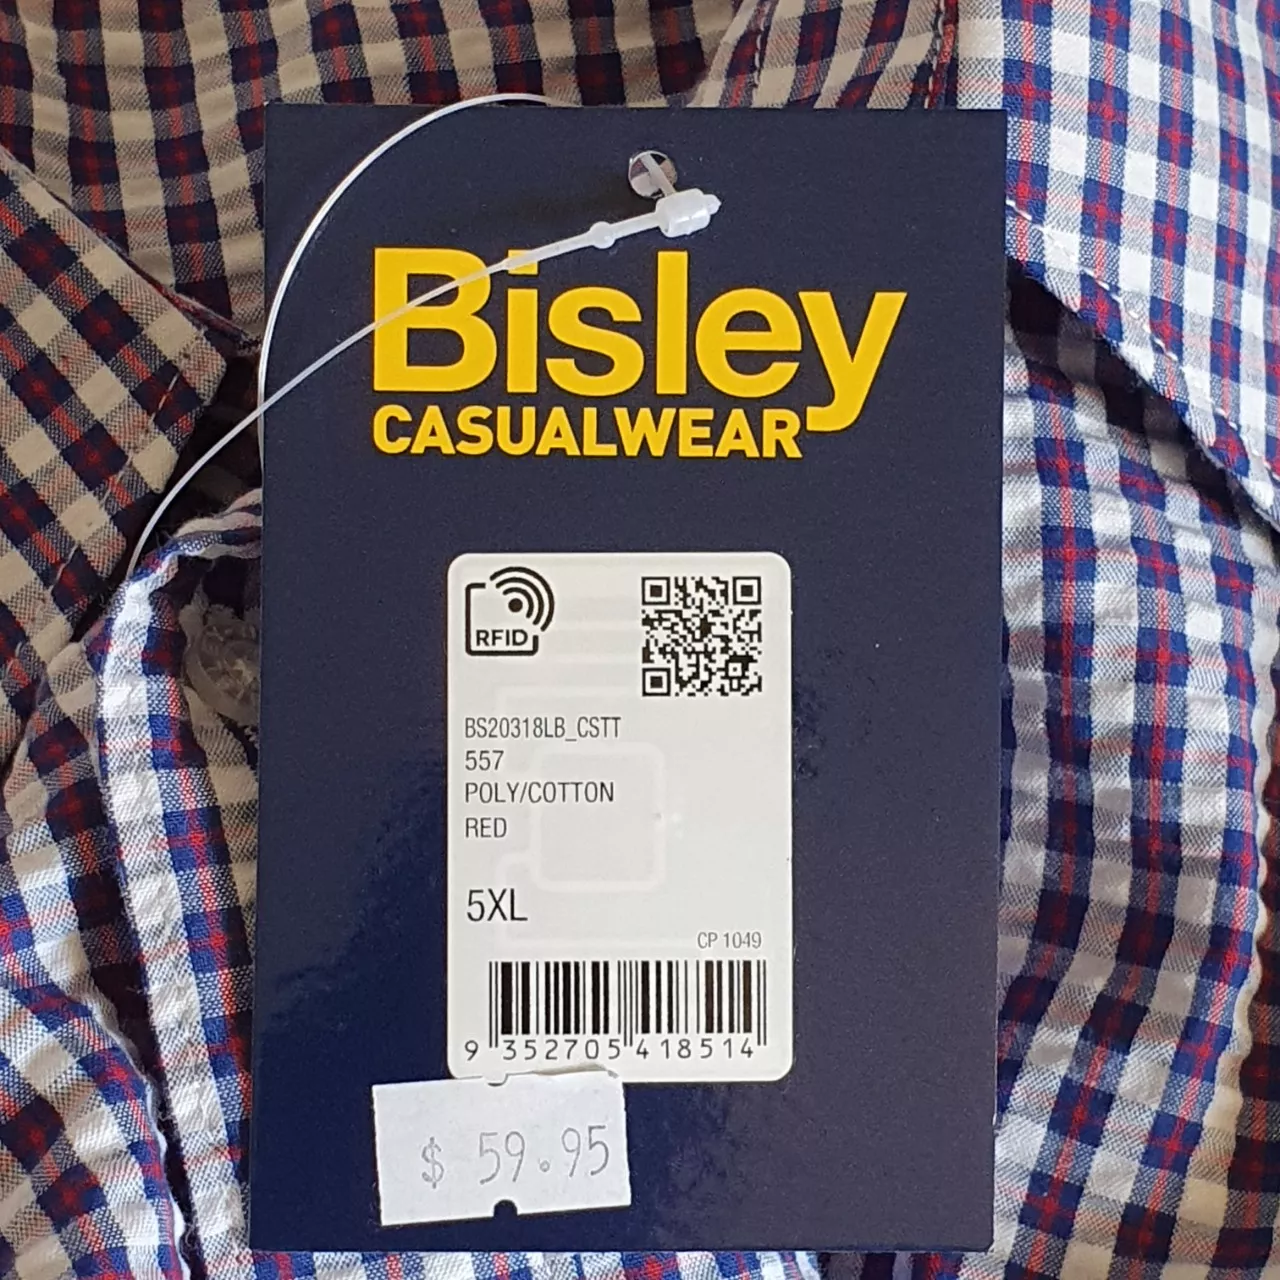 Bisley
CASUALWEAR
RFID
BS20318LB_CSTT
557
POLY/COTTON
RED
5XL
CP 1049
9 352705 418514
$ 59.95